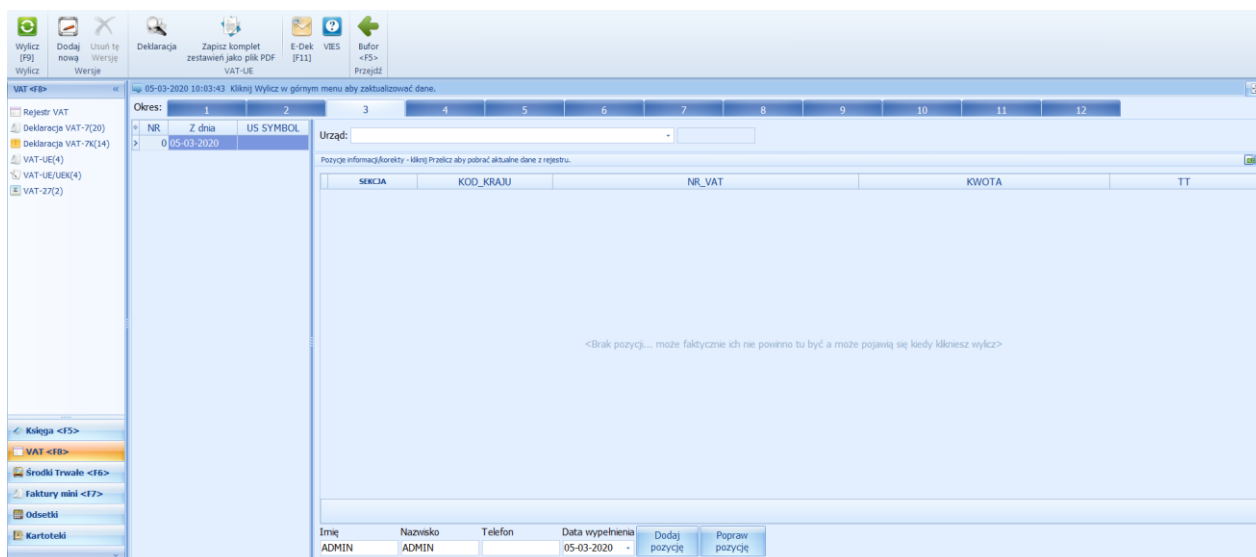 Wylicz [F9]
Dodaj nową
Usuń tę Wersję
Deklaracja
Zapisz komplet zestawień jako plik PDF
E-Dek [F11]
VIES
Bufor <F5>
Wylicz
Wersje
VAT-UE
Przejdź
VAT <F8>
«
05-03-2020 10:03:43 Kliknij Wylicz w górnym menu aby zaktualizować dane.
Rejestr VAT
Deklaracja VAT-7(20)
Deklaracja VAT-7K(14)
VAT-UE(4)
VAT-UE/UEK(4)
VAT-27(2)
Okres: 1 2 3 4 5 6 7 8 9 10 11 12
NR Z dnia US SYMBOL
0 05-03-2020
Urząd:
Pozycje informacji/korekty - kliknij Przelicz aby pobrać aktualne dane z rejestru.
SEKCJA KOD_KRAJU NR_VAT KWOTA TT
<Brak pozycji... może faktycznie ich nie powinno tu być a może pojawią się kiedy klikniesz wylicz>
Księga <F5>
VAT <F8>
Środki Trwałe <F6>
Faktury mini <F7>
Odsetki
Kartoteki
Imię Nazwisko Telefon Data wypełnienia
ADMIN ADMIN 05-03-2020
Dodaj pozycję
Popraw pozycję